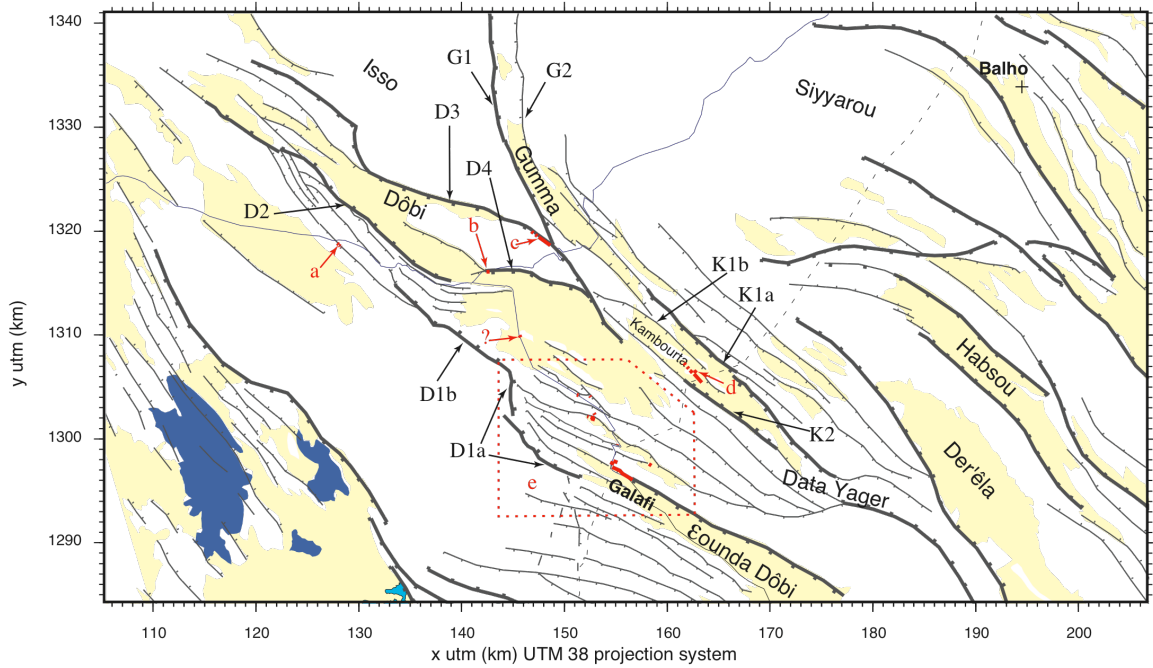 1340
1330
1320
1310
1300
1290
y utm (km)
110
120
130
140
150
160
170
180
190
200
x utm (km) UTM 38 projection system
Isso
G1
G2
Siyyarou
Balho
D3
Gumma
D4
Dôbi
D2
b
c
a
K1b
K1a
Kambourta
?
d
Habsou
D1b
K2
D1a
e
Galafi
Data Yager
Der'êla
Ɛounda Dôbi